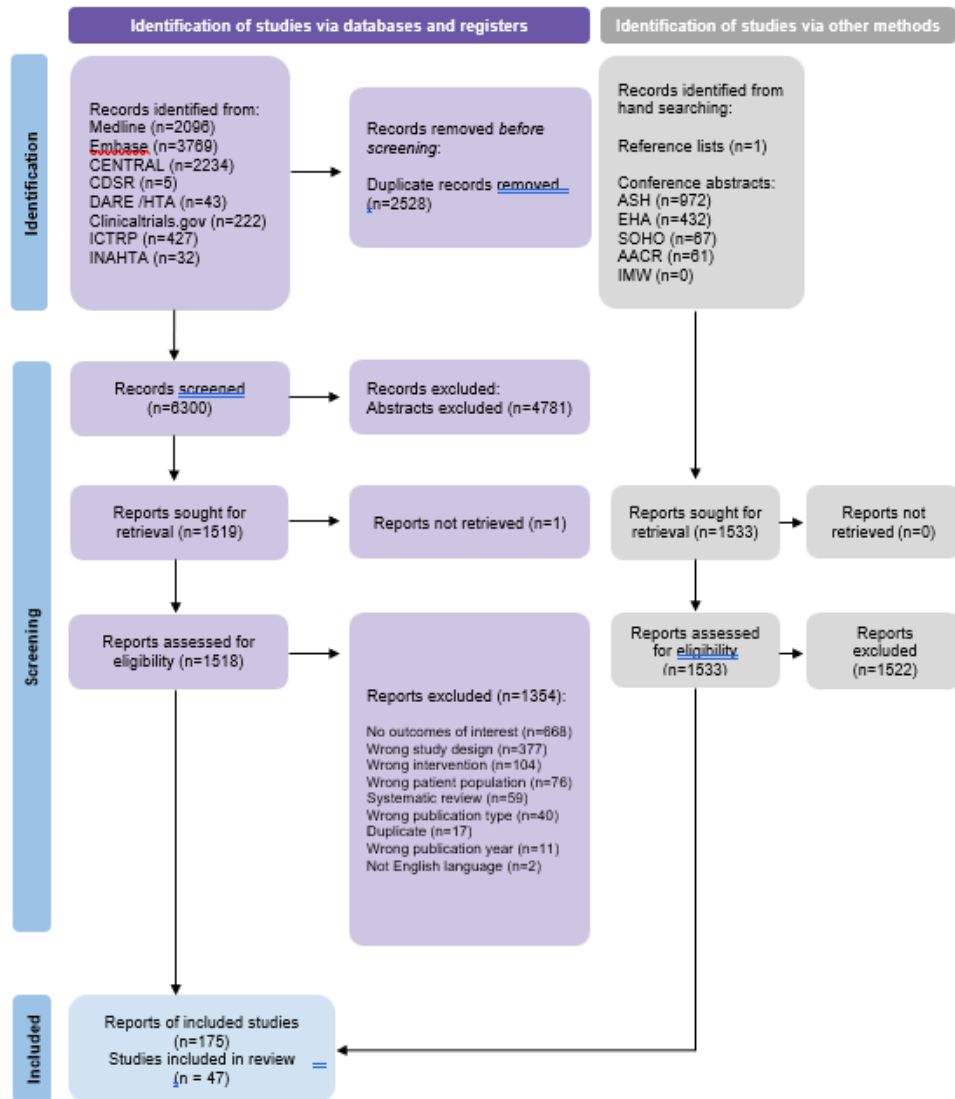 Identification of studies via databases and registers
Identification of studies via other methods
Identification
Records identified from:
Medline (n=2096)
Embase (n=3769)
CENTRAL (n=2234)
CDSR (n=5)
DARE /HTA (n=43)
Clinicaltrials.gov (n=222)
ICTRP (n=427)
INAHTA (n=32)
Records removed before
screening:
Duplicate records removed
(n=2528)
Records identified from
hand searching:
Reference lists (n=1)
Conference abstracts:
ASH (n=972)
EHA (n=432)
SOHO (n=67)
AACR (n=61)
IMW (n=0)
Screening
Records screened
(n=6300)
Records excluded:
Abstracts excluded (n=4781)
Reports sought for
retrieval (n=1519)
Reports not retrieved (n=1)
Reports sought for
retrieval (n=1533)
Reports not
retrieved (n=0)
Reports assessed for
eligibility (n=1518)
Reports excluded (n=1354):
No outcomes of interest (n=668)
Wrong study design (n=377)
Wrong intervention (n=104)
Wrong patient population (n=76)
Systematic review (n=59)
Wrong publication type (n=40)
Duplicate (n=17)
Wrong publication year (n=11)
Not English language (n=2)
Reports assessed
for eligibility
(n=1533)
Reports
excluded
(n=1522)
Included
Reports of included studies
(n=175)
Studies included in review
(n = 47)